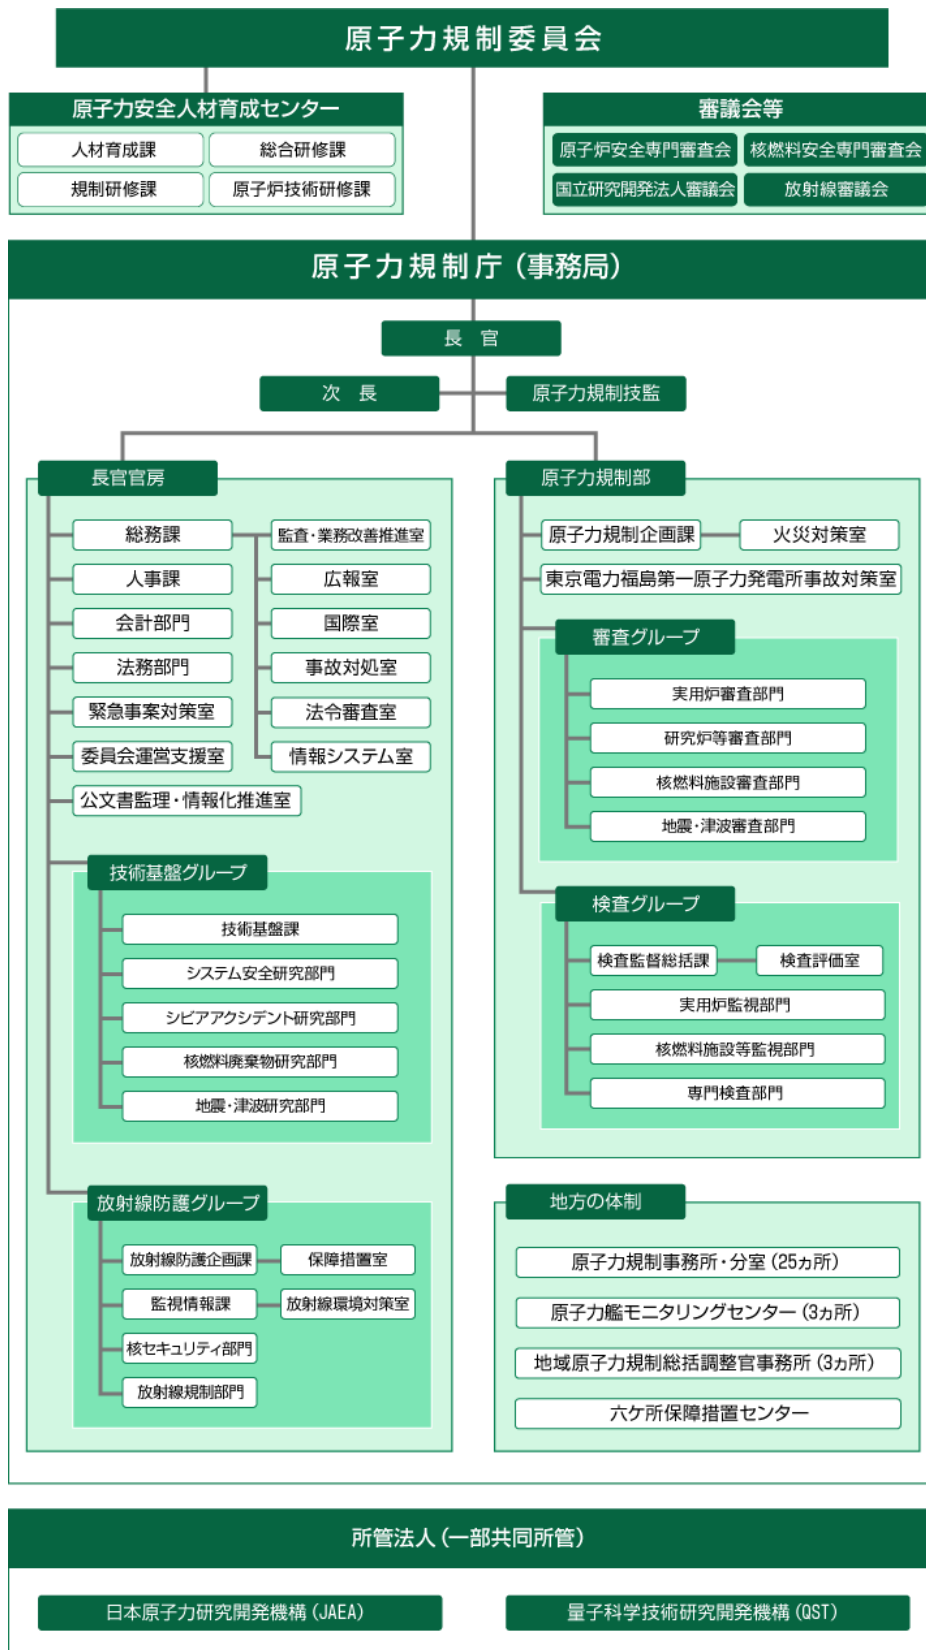 原子力規制委員会
原子力安全人材育成センター
人材育成課
総合研修課
規制研修課
原子炉技術研修課
審議会等
原子炉安全専門審査会
核燃料安全専門審査会
国立研究開発法人審議会
放射線審議会
原子力規制庁(事務局)
長 官
次 長
原子力規制技監
長官官房
総務課
監査・業務改善推進室
人事課
広報室
会計部門
国際室
法務部門
事故対処室
緊急事案対策室
法令審査室
委員会運営支援室
情報システム室
公文書監理・情報化推進室
技術基盤グループ
技術基盤課
システム安全研究部門
シビアアクシデント研究部門
核燃料廃棄物研究部門
地震・津波研究部門
放射線防護グループ
放射線防護企画課
保障措置室
監視情報課
放射線環境対策室
核セキュリティ部門
放射線規制部門
原子力規制部
原子力規制企画課
火災対策室
東京電力福島第一原子力発電所事故対策室
審査グループ
実用炉審査部門
研究炉等審査部門
核燃料施設審査部門
地震・津波審査部門
検査グループ
検査監督総括課
検査評価室
実用炉監視部門
核燃料施設等監視部門
専門検査部門
地方の体制
原子力規制事務所・分室(25ヵ所)
原子力艦モニタリングセンター(3ヵ所)
地域原子力規制総括調整官事務所(3ヵ所)
六ケ所保障措置センター
所管法人(一部共同所管)
日本原子力研究開発機構(JAEA)
量子科学技術研究開発機構(QST)